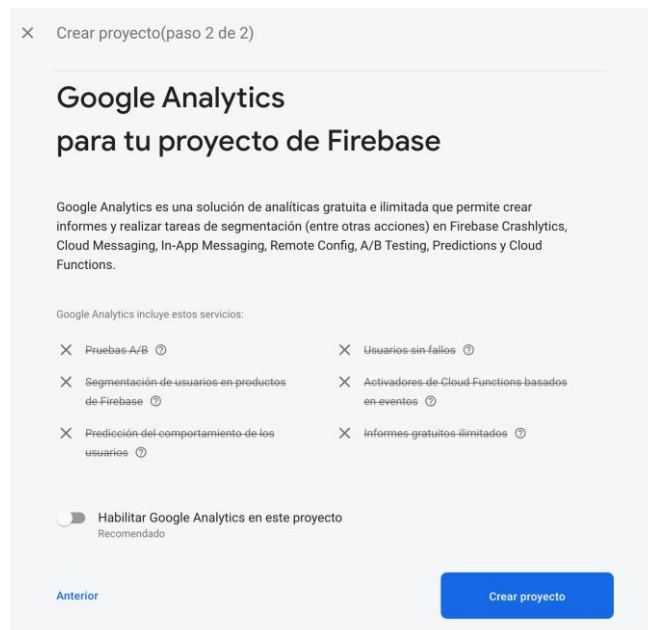 Crear proyecto(paso 2 de 2)
Google Analytics
para tu proyecto de Firebase
Google Analytics es una solución de analíticas gratuita e ilimitada que permite crear
informes y realizar tareas de segmentación (entre otras acciones) en Firebase Crashlytics,
Cloud Messaging, In-App Messaging, Remote Config, A/B Testing, Predictions y Cloud
Functions.
Google Analytics incluye estos servicios:
Pruebas A/B
Segmentación de usuarios en productos
de Firebase
Predicción del comportamiento de los
usuarios
Usuarios sin fallos
Activadores de Cloud Functions basados
en eventos
Informes gratuitos ilimitados
Habilitar Google Analytics en este proyecto
Recomendado
Anterior
Crear proyecto